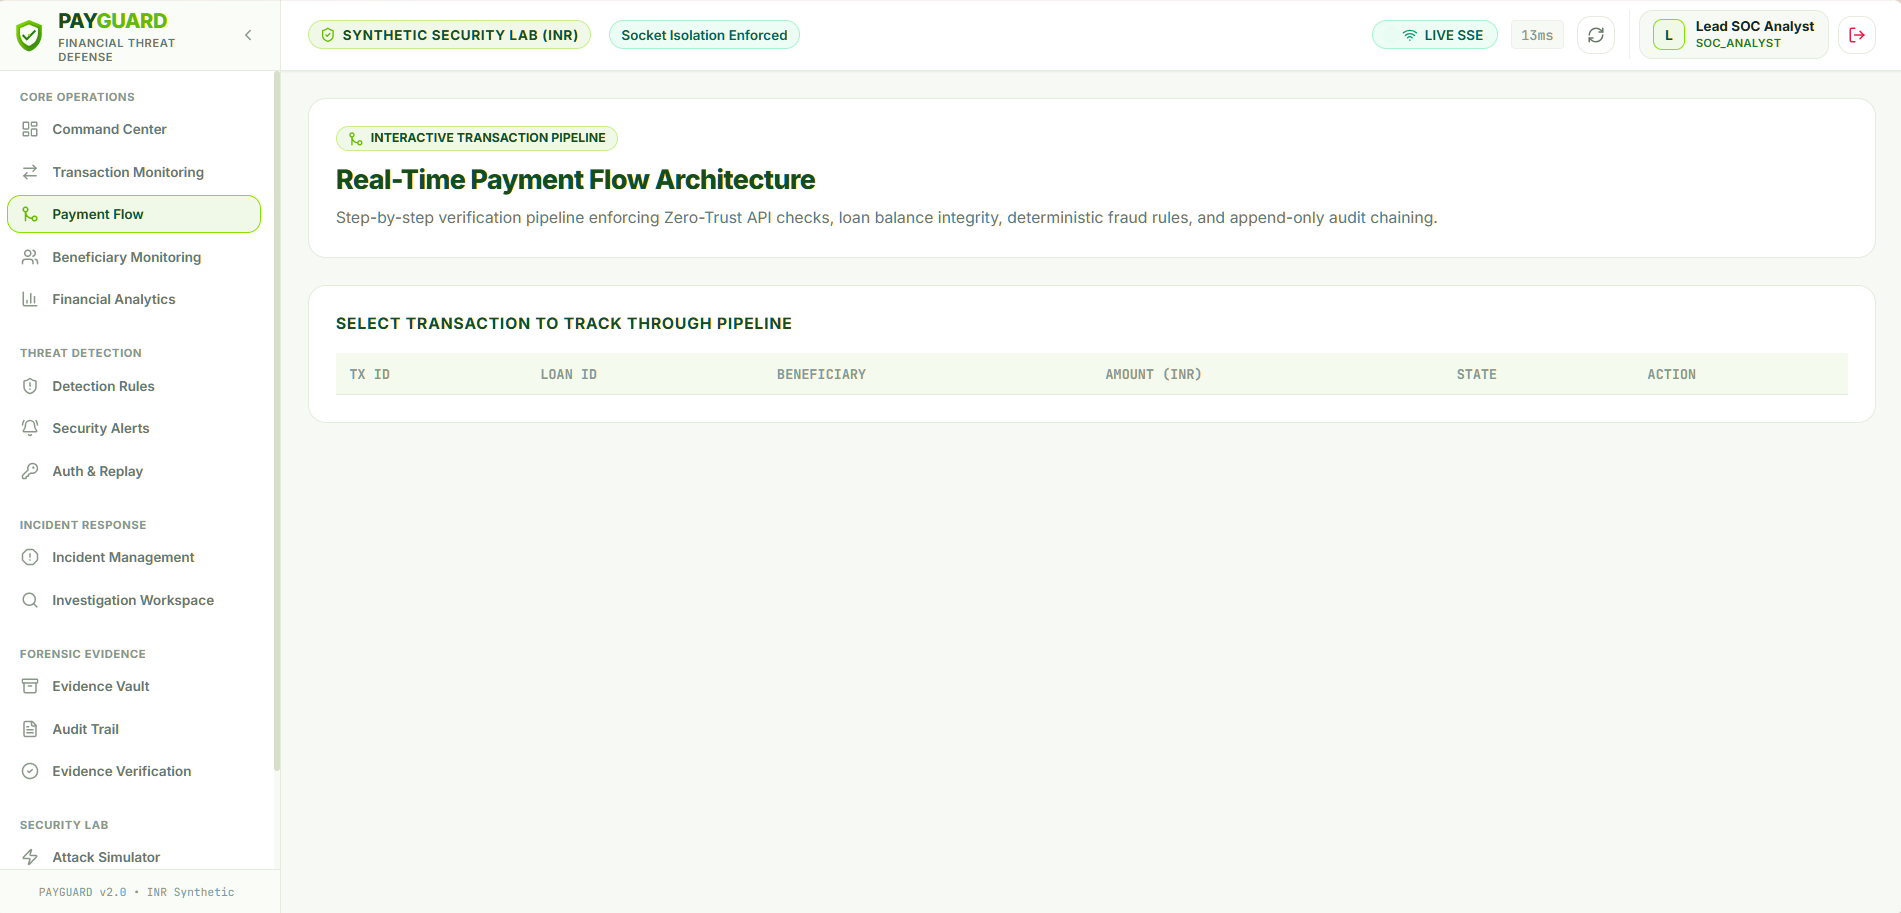 PAYGUARD
FINANCIAL THREAT
DEFENSE
SYNTHETIC SECURITY LAB (INR)
Socket Isolation Enforced
LIVE SSE
13ms
L
Lead SOC Analyst
SOC_ANALYST
CORE OPERATIONS
Command Center
Transaction Monitoring
Payment Flow
Beneficiary Monitoring
Financial Analytics
THREAT DETECTION
Detection Rules
Security Alerts
Auth & Replay
INCIDENT RESPONSE
Incident Management
Investigation Workspace
FORENSIC EVIDENCE
Evidence Vault
Audit Trail
Evidence Verification
SECURITY LAB
Attack Simulator
PAYGUARD v2.0 • INR Synthetic
INTERACTIVE TRANSACTION PIPELINE
Real-Time Payment Flow Architecture
Step-by-step verification pipeline enforcing Zero-Trust API checks, loan balance integrity, deterministic fraud rules, and append-only audit chaining.
SELECT TRANSACTION TO TRACK THROUGH PIPELINE
TX ID LOAN ID BENEFICIARY AMOUNT (INR) STATE ACTION